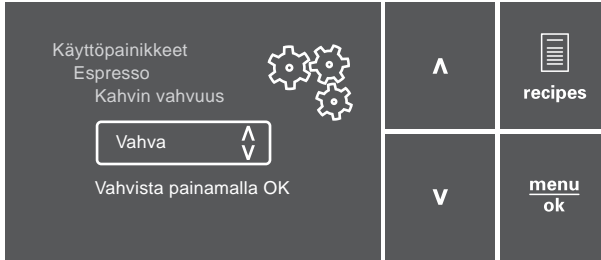 Käyttöpainikkeet
Espresso
Kahvin vahvuus
Vahva
Vahvista painamalla OK
recipes
menu
ok